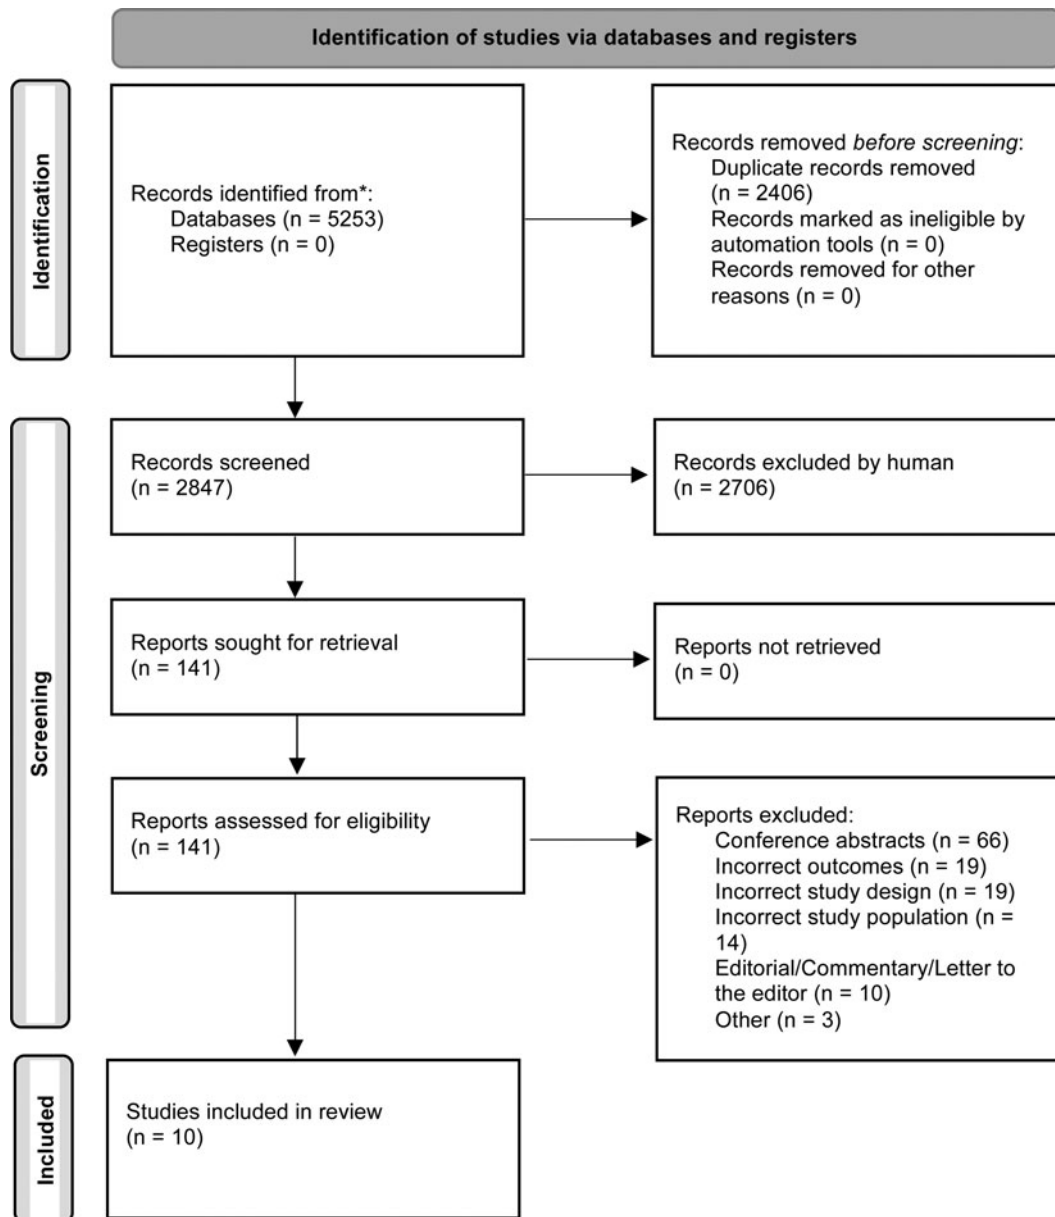 Identification of studies via databases and registers
Identification
Records identified from*:
Databases (n = 5253)
Registers (n = 0)
Records removed before screening:
Duplicate records removed
(n = 2406)
Records marked as ineligible by
automation tools (n = 0)
Records removed for other
reasons (n = 0)
Screening
Records screened
(n = 2847)
Records excluded by human
(n = 2706)
Reports sought for retrieval
(n = 141)
Reports not retrieved
(n = 0)
Reports assessed for eligibility
(n = 141)
Reports excluded:
Conference abstracts (n = 66)
Incorrect outcomes (n = 19)
Incorrect study design (n = 19)
Incorrect study population (n =
14)
Editorial/Commentary/Letter to
the editor (n = 10)
Other (n = 3)
Included
Studies included in review
(n = 10)